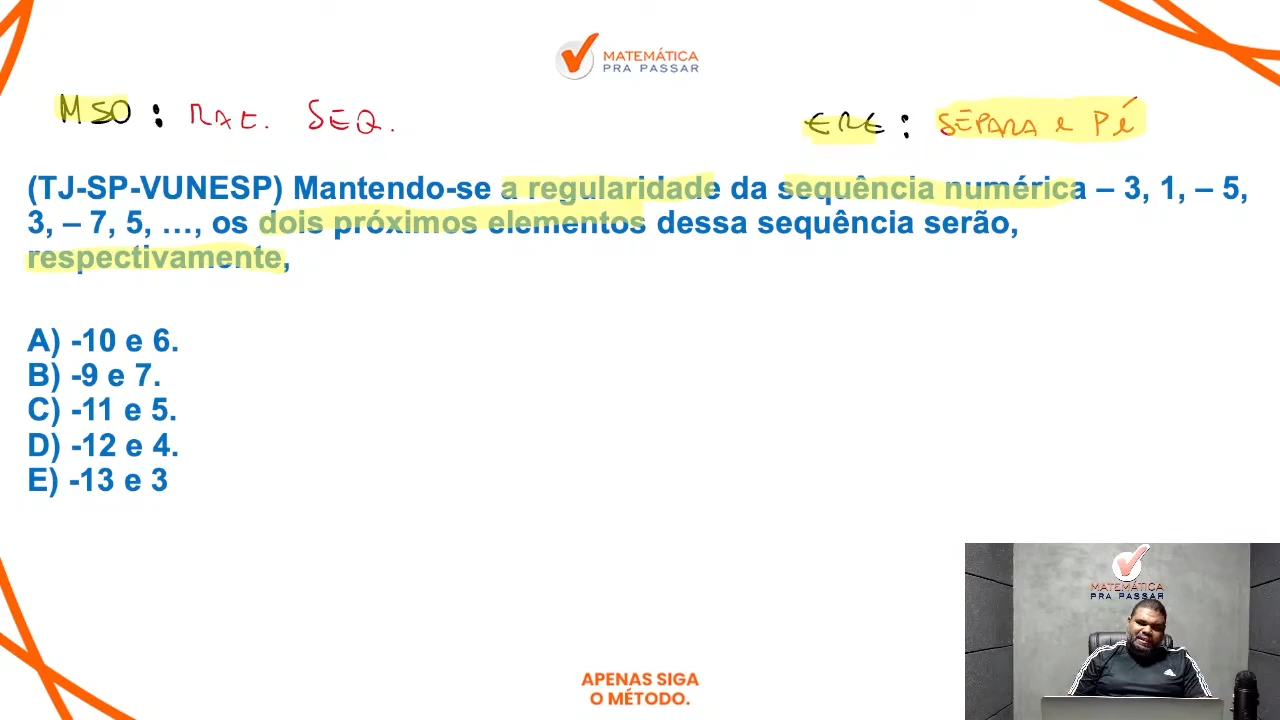 MATEMÁTICA
PRA PASSAR
MSO : RAC. SEQ.
ERE : SEPARA e Pé
(TJ-SP-VUNESP) Mantendo-se a regularidade da sequência numérica – 3, 1, – 5,
3, – 7, 5, ..., os dois próximos elementos dessa sequência serão,
respectivamente,
A) -10 e 6.
B) -9 e 7.
C) -11 e 5.
D) -12 e 4.
E) -13 e 3
MATEMÁTICA
PRA PASSAR
APENAS SIGA
O MÉTODO.